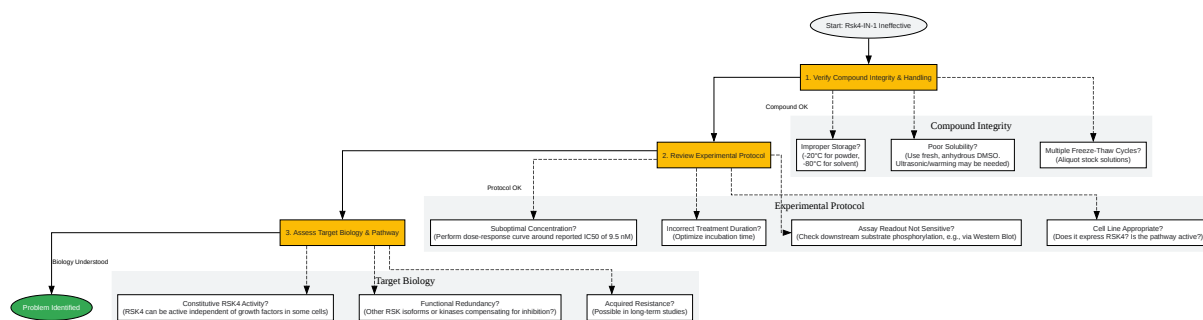 Start: Rsk4-IN-1 Ineffective
1. Verify Compound Integrity & Handling
Compound OK
Compound Integrity
Improper Storage?
(-20°C for powder,
-80°C for solvent)
Poor Solubility?
(Use fresh, anhydrous DMSO.
Ultrasonic/warming may be needed)
Multiple Freeze-Thaw Cycles?
(Aliquot stock solutions)
2. Review Experimental Protocol
Protocol OK
Experimental Protocol
Suboptimal Concentration?
(Perform dose-response curve around reported IC50 of 9.5 nM)
Incorrect Treatment Duration?
(Optimize incubation time)
Assay Readout Not Sensitive?
(Check downstream substrate phosphorylation, e.g., via Western Blot)
Cell Line Appropriate?
(Does it express RSK4? Is the pathway active?)
3. Assess Target Biology & Pathway
Biology Understood
Target Biology
Constitutive RSK4 Activity?
(RSK4 can be active independent of growth factors in some cells)
Functional Redundancy?
(Other RSK isoforms or kinases compensating for inhibition?)
Acquired Resistance?
(Possible in long-term studies)
Problem Identified